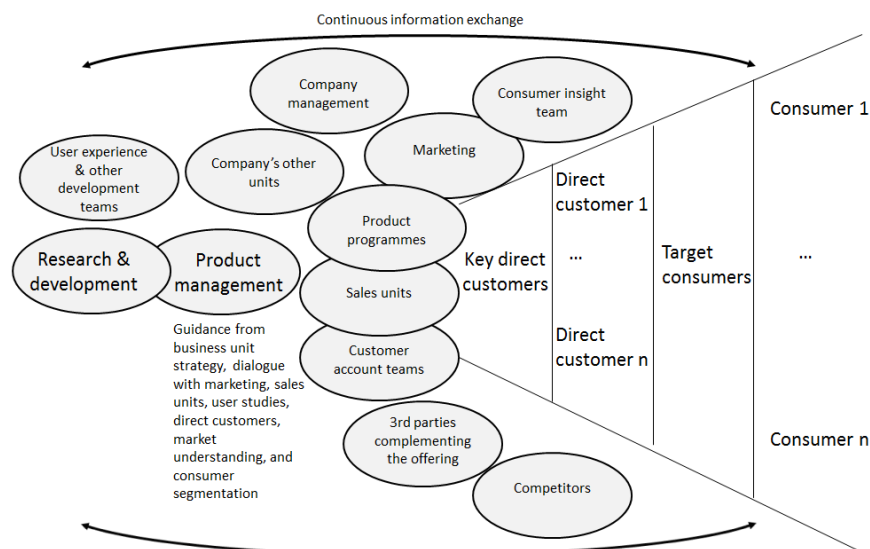 Continuous information exchange
Company
management
Consumer insight
team
Consumer 1
Marketing
User experience
& other
development
teams
Company's other
units
Direct
customer 1
Product
programmes
Research &
development
Product
management
Key direct
customers
...
Target
consumers
...
Sales units
Guidance from
business unit
strategy, dialogue
with marketing, sales
units, user studies,
direct customers,
market
understanding, and
consumer
segmentation
Customer
account teams
Direct
customer n
3rd parties
complementing
the offering
Consumer n
Competitors